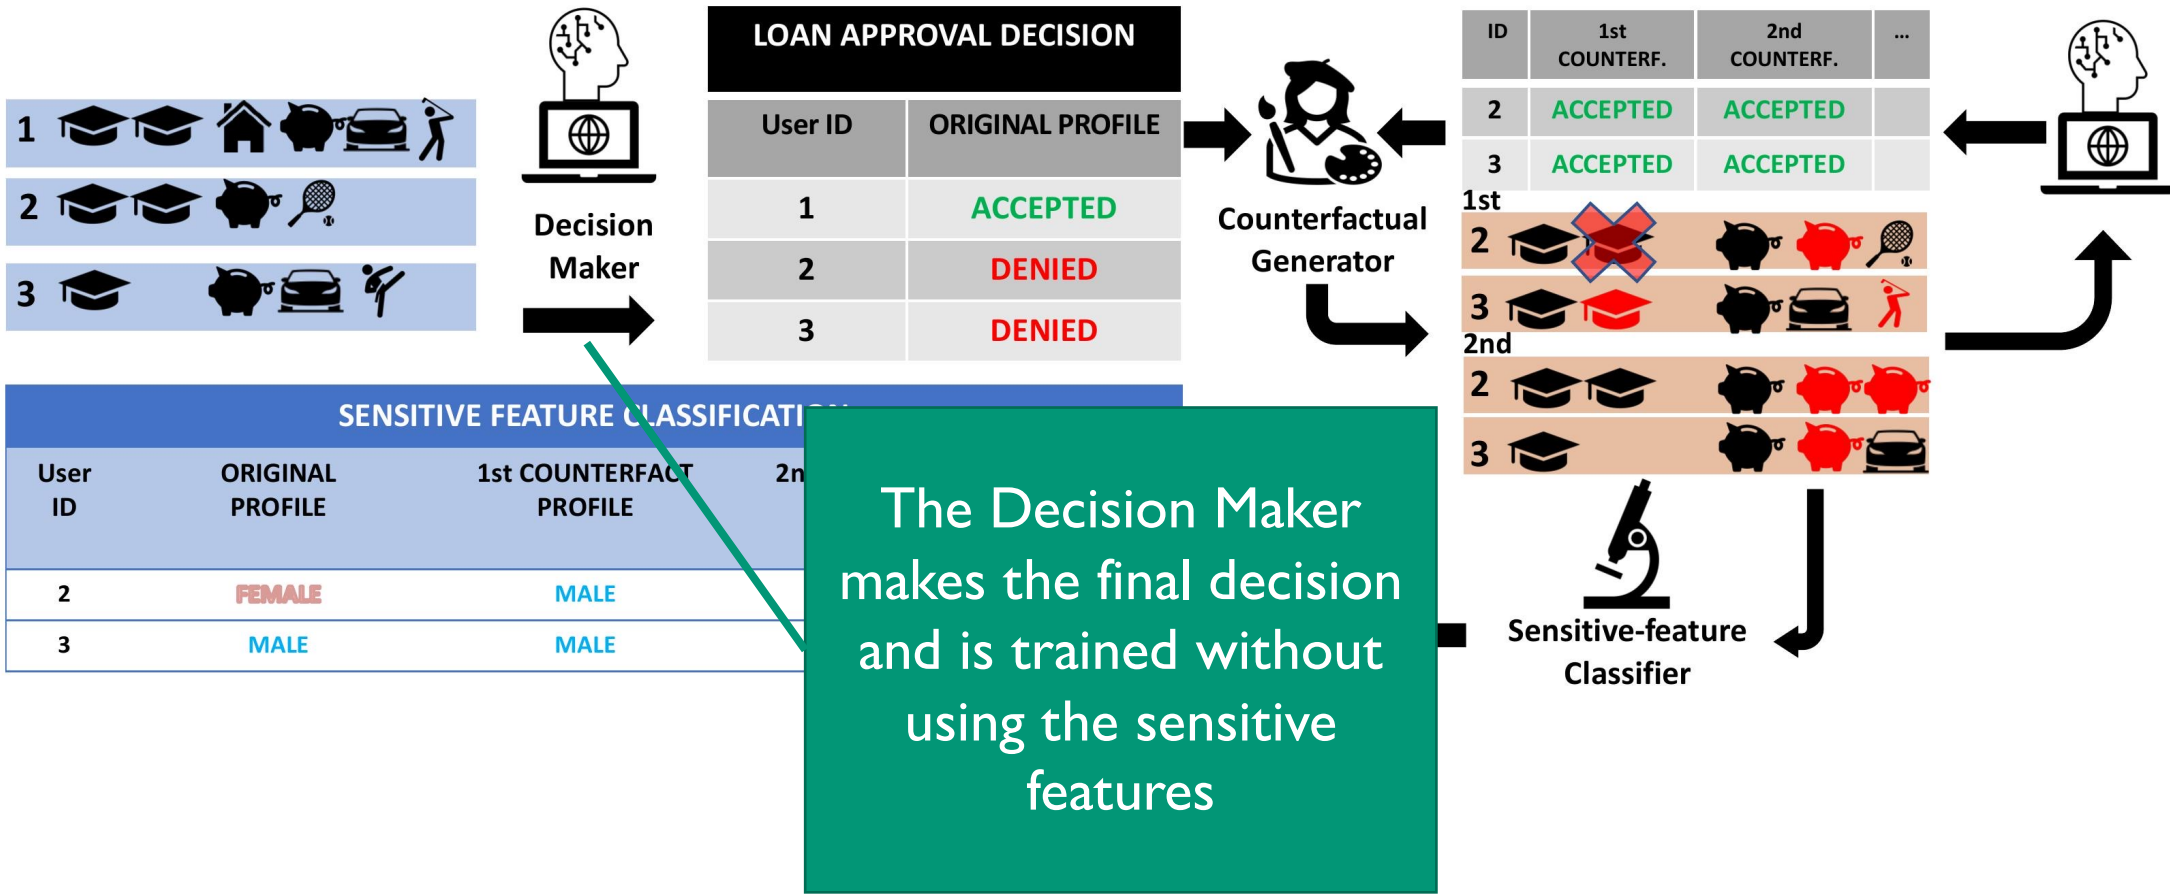 1
2
3
Decision
Maker
LOAN APPROVAL DECISION
User ID ORIGINAL PROFILE
1 ACCEPTED
2 DENIED
3 DENIED
Counterfactual
Generator
ID 1st COUNTERF. 2nd COUNTERF. ...
2 ACCEPTED ACCEPTED
3 ACCEPTED ACCEPTED
1st
2
3
2nd
2
3
Sensitive-feature
Classifier
SENSITIVE FEATURE
User ID ORIGINAL PROFILE 1st COUNTERFACT PROFILE
2 FEMALE MALE
3 MALE MALE
The Decision Maker
makes the final decision
and is trained without
using the sensitive
features